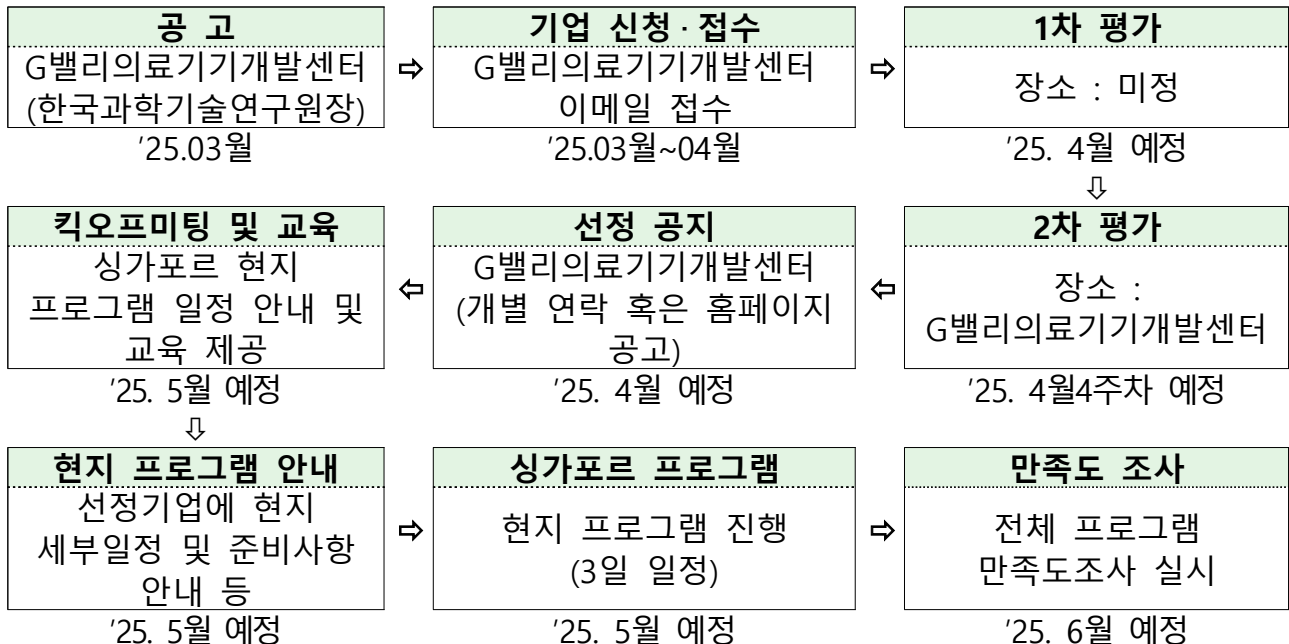 공 고
G밸리의료기기개발센터
(한국과학기술연구원장)
'25.03월
⇨
기업 신청·접수
G밸리의료기기개발센터
이메일 접수
'25.03월~04월
⇨
1차 평가
장소 : 미정
'25. 4월 예정
⇩
2차 평가
장소 :
G밸리의료기기개발센터
'25. 4월4주차 예정
⇦
선정 공지
G밸리의료기기개발센터
(개별 연락 혹은 홈페이지
공고)
'25. 4월 예정
⇦
킥오프미팅 및 교육
싱가포르 현지
프로그램 일정 안내 및
교육 제공
'25. 5월 예정
⇩
현지 프로그램 안내
선정기업에 현지
세부일정 및 준비사항
안내 등
'25. 5월 예정
⇨
싱가포르 프로그램
현지 프로그램 진행
(3일 일정)
'25. 5월 예정
⇨
만족도 조사
전체 프로그램
만족도조사 실시
'25. 6월 예정